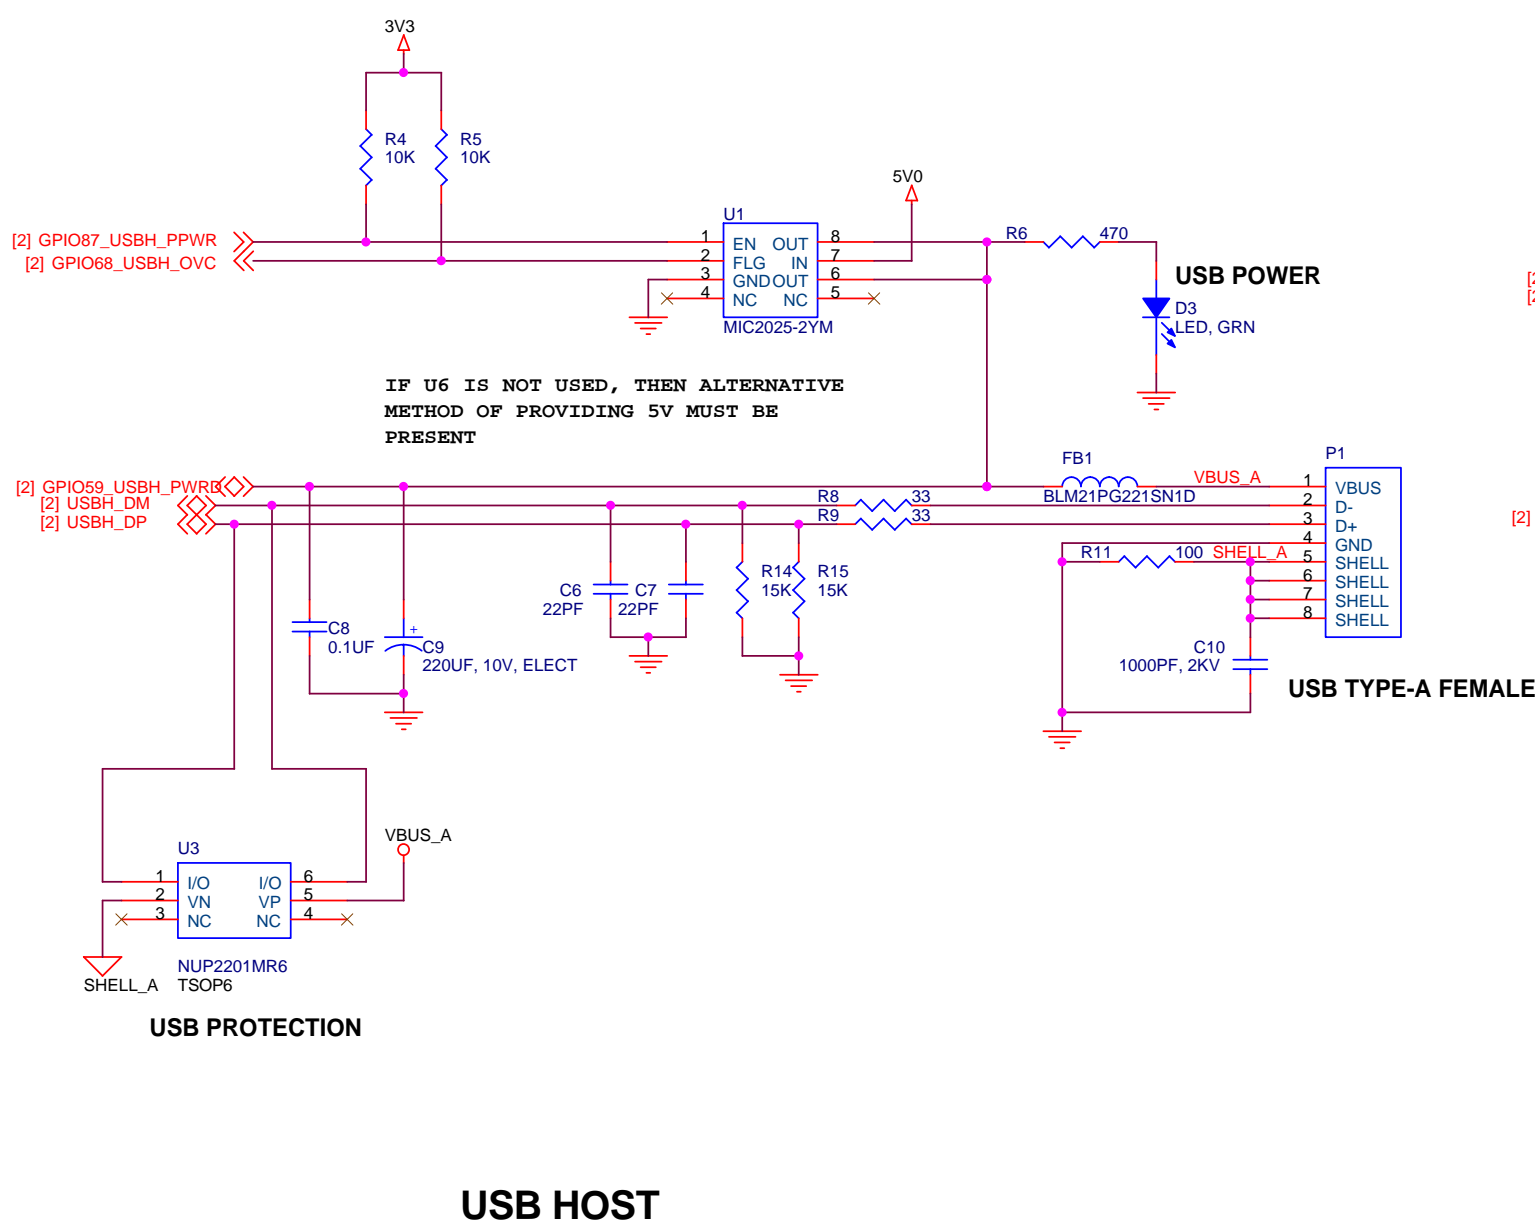 3V3
R4
10K
R5
10K
5V0
[2] GPIO87_USBH_PPWR
[2] GPIO68_USBH_OVC
U1
1 EN OUT 8
2 FLG IN 7
3 GND OUT 6
4 NC NC 5
MIC2025-2YM
R6 470
USB POWER
D3
LED, GRN
IF U6 IS NOT USED, THEN ALTERNATIVE
METHOD OF PROVIDING 5V MUST BE
PRESENT
[2] GPIO59_USBH_PWRD
[2] USBH_DM
[2] USBH_DP
R8 33
R9 33
FB1
BLM21PG221SN1D
VBUS_A
P1
1 VBUS
2 D-
3 D+
4 GND
5 SHELL
6 SHELL
7 SHELL
8 SHELL
R11 100 SHELL_A
C6
22PF
C7
22PF
R14
15K
R15
15K
C8
0.1UF
+
C9
220UF, 10V, ELECT
C10
1000PF, 2KV
USB TYPE-A FEMALE
[2]
VBUS_A
U3
1 I/O I/O 6
2 VN VP 5
3 NC NC 4
NUP2201MR6
TSOP6
SHELL_A
USB PROTECTION
USB HOST